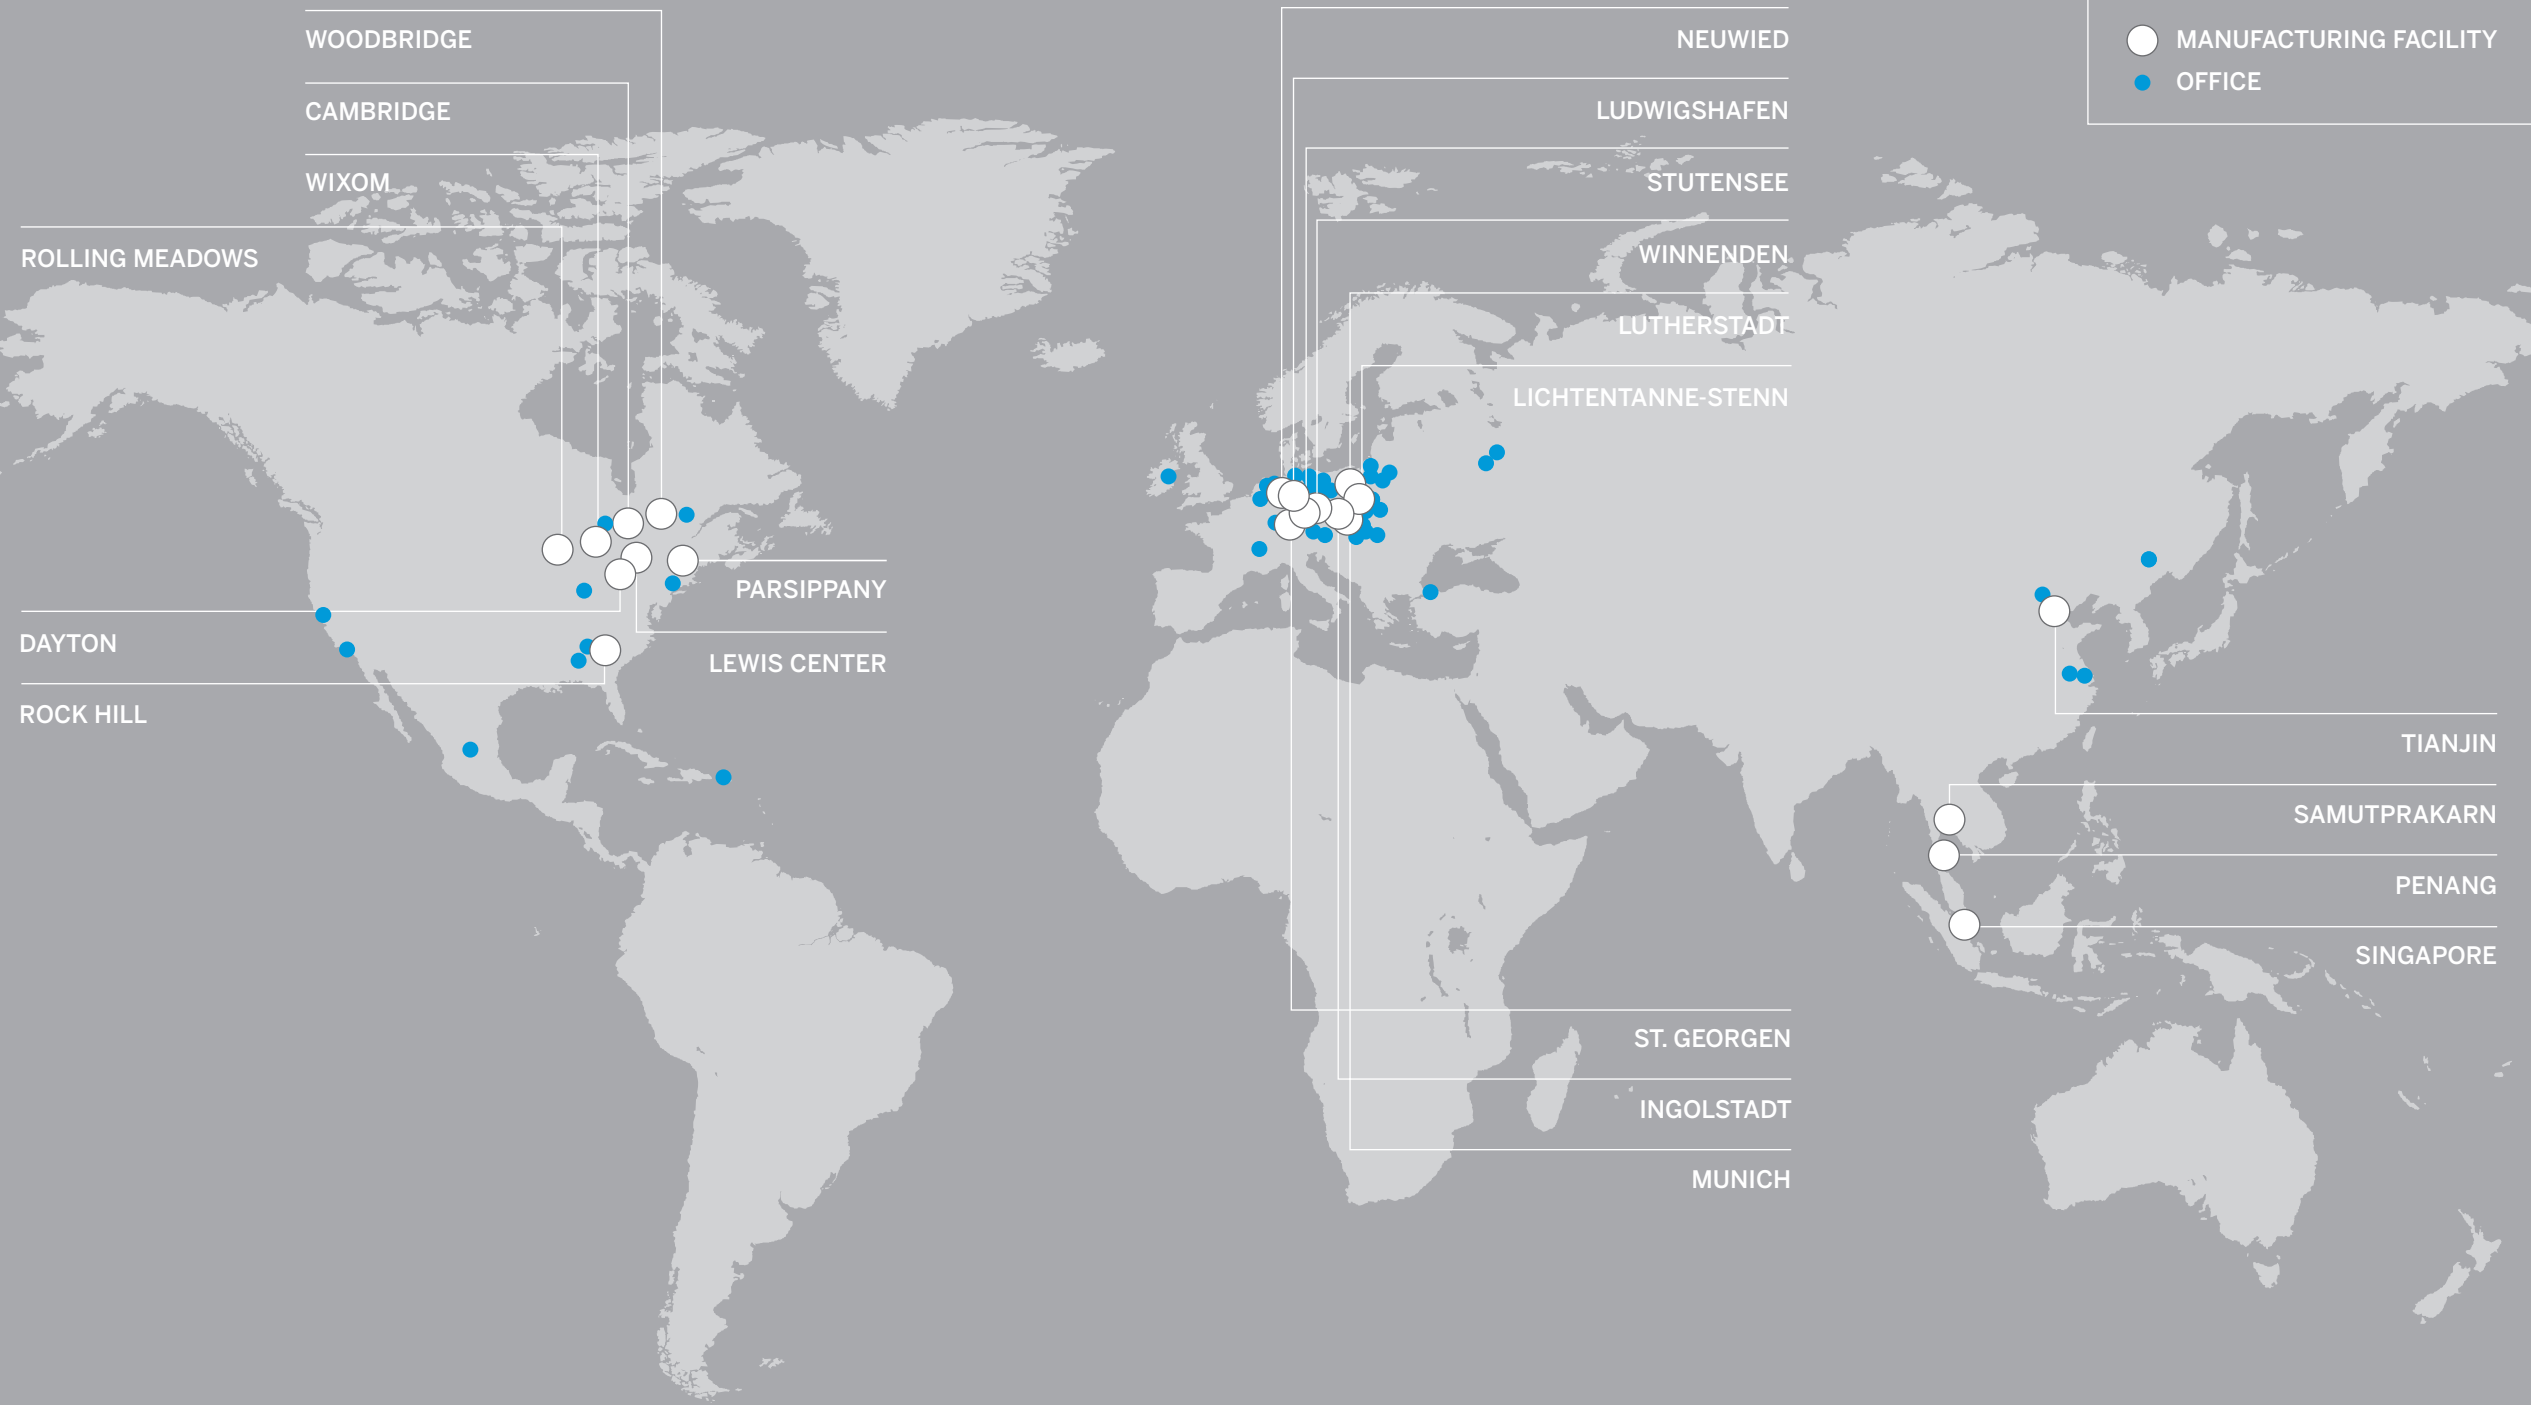 WOODBRIDGE
CAMBRIDGE
WIXOM
ROLLING MEADOWS
PARSIPPANY
DAYTON
LEWIS CENTER
ROCK HILL
NEUWIED
LUDWIGSHAFEN
STUTENSEE
WINNENDEN
LUTHERSTADT
LICHTENTANNE-STENN
ST. GEORGEN
INGOLSTADT
MUNICH
MANUFACTURING FACILITY
OFFICE
TIANJIN
SAMUTPRAKARN
PENANG
SINGAPORE